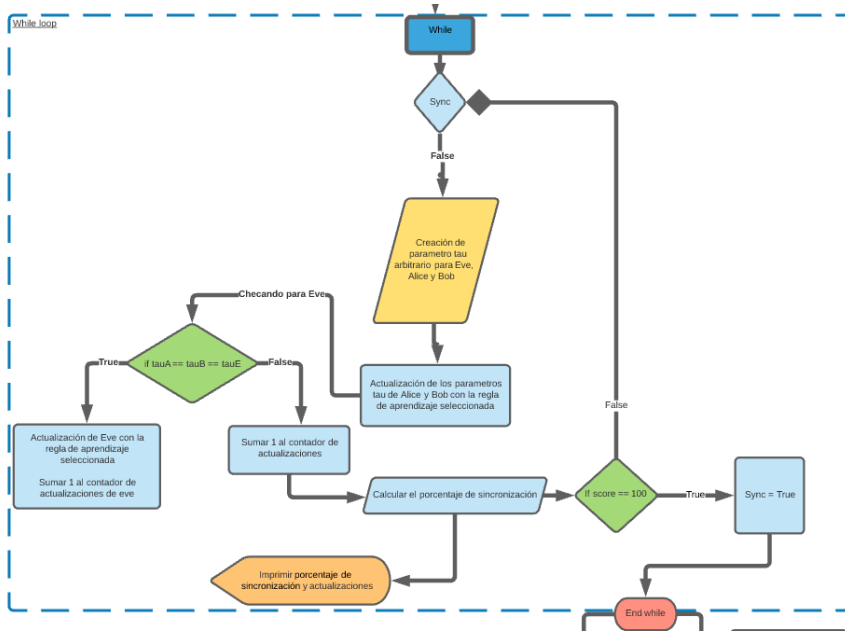 While loop
While
Sync
False
Creación de
parametro tau
arbitrario para Eve,
Alice y Bob
Checando para Eve
True
if tauA == tauB == tauE
False
Actualización de los parametros
tau de Alice y Bob con la regla
de aprendizaje seleccionada
False
Actualización de Eve con la
regla de aprendizaje
seleccionada
Sumar 1 al contador de
actualizaciones de eve
Sumar 1 al contador de
actualizaciones
Calcular el porcentaje de sincronización
If score == 100
True
Sync = True
Imprimir porcentaje de
sincronización y actualizaciones
End while